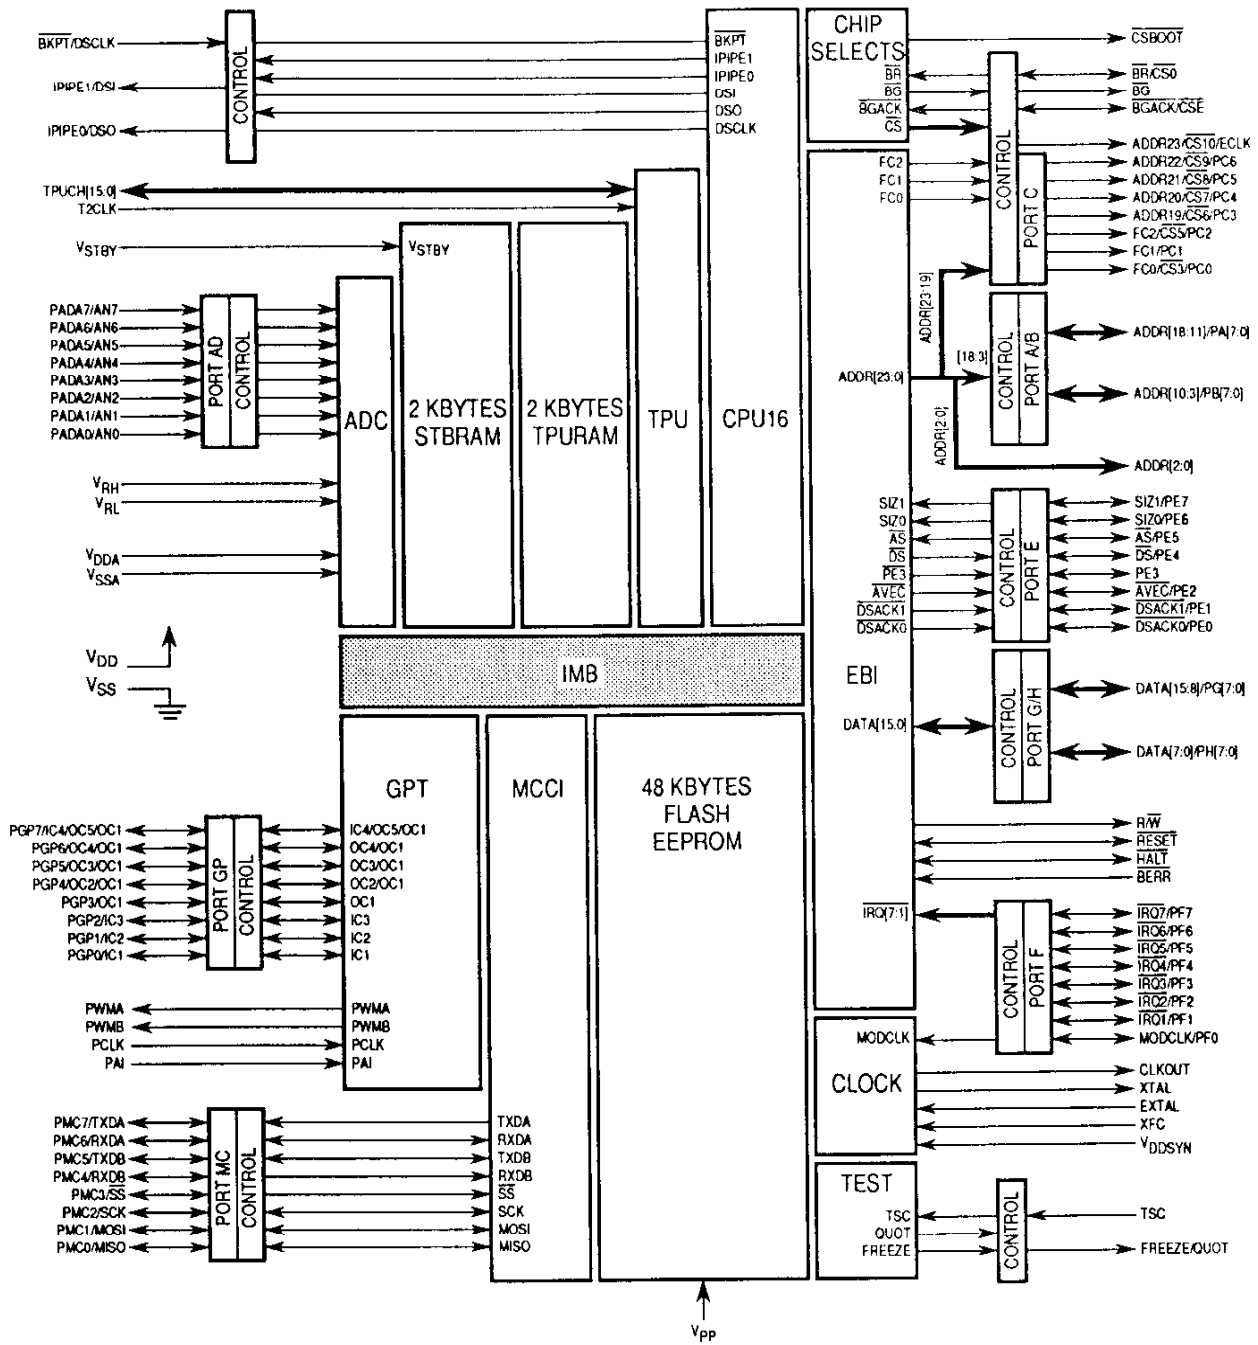 BKPT/DSCLK
IPIPE1/DSI
IPIPE0/DSO
CONTROL
BKPT
IPIPE1
IPIPE0
DSI
DSO
DSCLK
TPUCH[15:0]
T2CLK
VSTBY
VSTBY
PADA7/AN7
PADA6/AN6
PADA5/AN5
PADA4/AN4
PADA3/AN3
PADA2/AN2
PADA1/AN1
PADA0/AN0
PORT AD
CONTROL
VRH
VRL
VDDA
VSSA
VDD
VSS
ADC
2 KBYTES
STBRAM
2 KBYTES
TPURAM
TPU
CPU16
IMB
CHIP
SELECTS
BR
BG
BGACK
CS
CONTROL
PORT C
CSBOOT
BR/CS0
BG
BGACK/CSE
ADDR23/CS10/ECLK
ADDR22/CS9/PC6
ADDR21/CS8/PC5
ADDR20/CS7/PC4
ADDR19/CS6/PC3
FC2/CS5/PC2
FC1/PC1
FC0/CS3/PC0
FC2
FC1
FC0
ADDR[23:19]
[18:3]
ADDR[23:0]
ADDR[2:0]
CONTROL
PORT A/B
ADDR[18:11]/PA[7:0]
ADDR[10:3]/PB[7:0]
ADDR[2:0]
SIZ1
SIZ0
AS
DS
PE3
AVEC
DSACK1
DSACK0
CONTROL
PORT E
SIZ1/PE7
SIZ0/PE6
AS/PE5
DS/PE4
PE3
AVEC/PE2
DSACK1/PE1
DSACK0/PE0
EBI
DATA[15:0]
CONTROL
PORT G/H
DATA[15:8]/PG[7:0]
DATA[7:0]/PH[7:0]
R/W
RESET
HALT
BERR
IRQ[7:1]
CONTROL
PORT F
IRQ7/PF7
IRQ6/PF6
IRQ5/PF5
IRQ4/PF4
IRQ3/PF3
IRQ2/PF2
IRQ1/PF1
MODCLK/PF0
MODCLK
CLOCK
CLKOUT
XTAL
EXTAL
XFC
VDDSYN
TEST
TSC
QUOT
FREEZE
CONTROL
TSC
FREEZE/QUOT
GPT
MCCI
48 KBYTES
FLASH
EEPROM
PGP7/IC4/OC5/OC1
PGP6/OC4/OC1
PGP5/OC3/OC1
PGP4/OC2/OC1
PGP3/OC1
PGP2/IC3
PGP1/IC2
PGP0/IC1
PORT GP
CONTROL
IC4/OC5/OC1
OC4/OC1
OC3/OC1
OC2/OC1
OC1
IC3
IC2
IC1
PWMA
PWMB
PCLK
PAI
PWMA
PWMB
PCLK
PAI
PMC7/TXDA
PMC6/RXDA
PMC5/TXDB
PMC4/RXDB
PMC3/SS
PMC2/SCK
PMC1/MOSI
PMC0/MISO
PORT MC
CONTROL
TXDA
RXDA
TXDB
RXDB
SS
SCK
MOSI
MISO
VPP